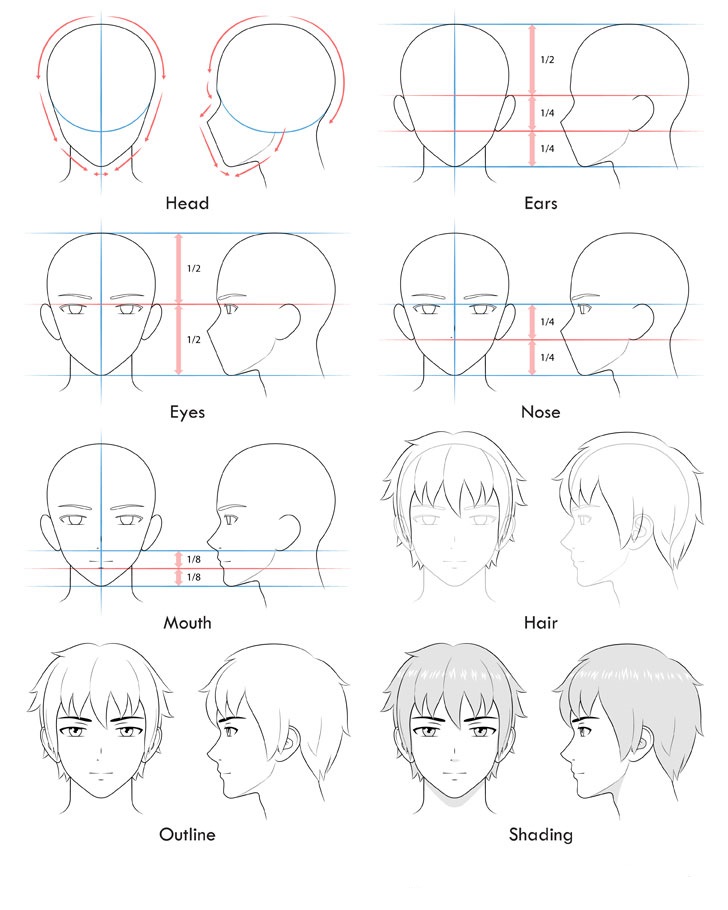 Head
1/2
1/4
1/4
Ears
1/2
1/2
Eyes
1/4
1/4
Nose
1/8
1/8
Mouth
Hair
Outline
Shading